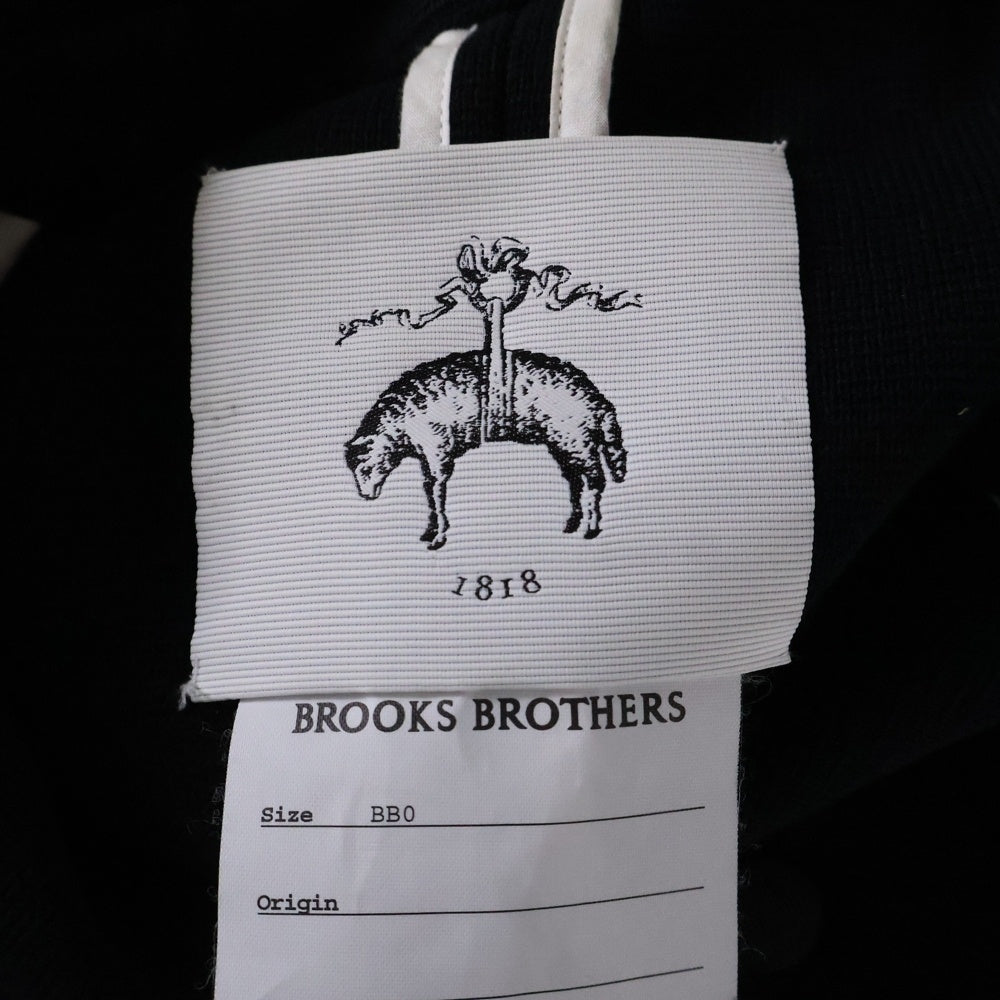 1818
BROOKS BROTHERS
Size BB0
Origin